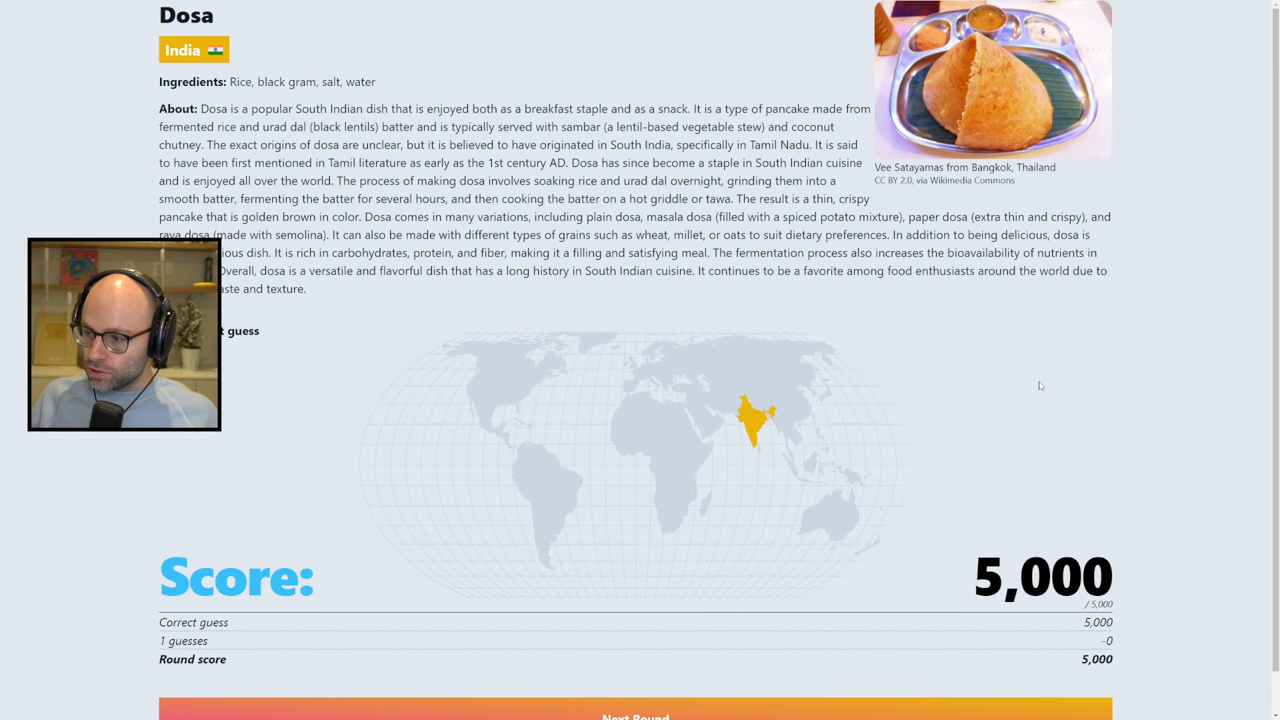 Dosa
India
Ingredients: Rice, black gram, salt, water
About: Dosa is a popular South Indian dish that is enjoyed both as a breakfast staple and as a snack. It is a type of pancake made from
fermented rice and urad dal (black lentils) batter and is typically served with sambar (a lentil-based vegetable stew) and coconut
chutney. The exact origins of dosa are unclear, but it is believed to have originated in South India, specifically in Tamil Nadu. It is said
to have been first mentioned in Tamil literature as early as the 1st century AD. Dosa has since become a staple in South Indian cuisine
and is enjoyed all over the world. The process of making dosa involves soaking rice and urad dal overnight, grinding them into a
smooth batter, fermenting the batter for several hours, and then cooking the batter on a hot griddle or tawa. The result is a thin, crispy
pancake that is golden brown in color. Dosa comes in many variations, including plain dosa, masala dosa (filled with a spiced potato mixture), paper dosa (extra thin and crispy), and
rava dosa (made with semolina). It can also be made with different types of grains such as wheat, millet, or oats to suit dietary preferences. In addition to being delicious, dosa is
dish. It is rich in carbohydrates, protein, and fiber, making it a filling and satisfying meal. The fermentation process also increases the bioavailability of nutrients in
Overall, dosa is a versatile and flavorful dish that has a long history in South Indian cuisine. It continues to be a favorite among food enthusiasts around the world due to
and texture.
Vee Satayamas from Bangkok, Thailand
CC BY 2.0, via Wikimedia Commons
guess
Score:
5,000
/ 5,000
Correct guess 5,000
1 guesses -0
Round score 5,000
Next Round